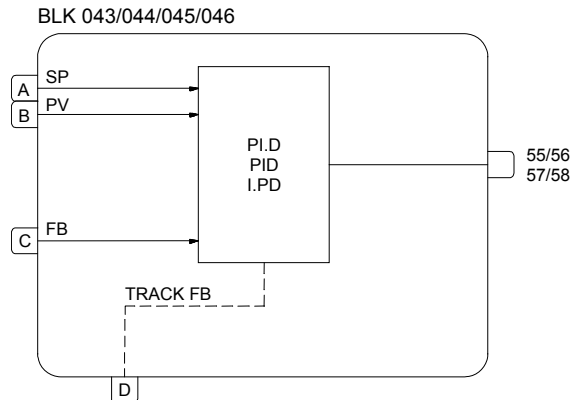 BLK 043/044/045/046
A
SP
B
PV
PI.D
PID
I.PD
55/56
57/58
C
FB
TRACK FB
D